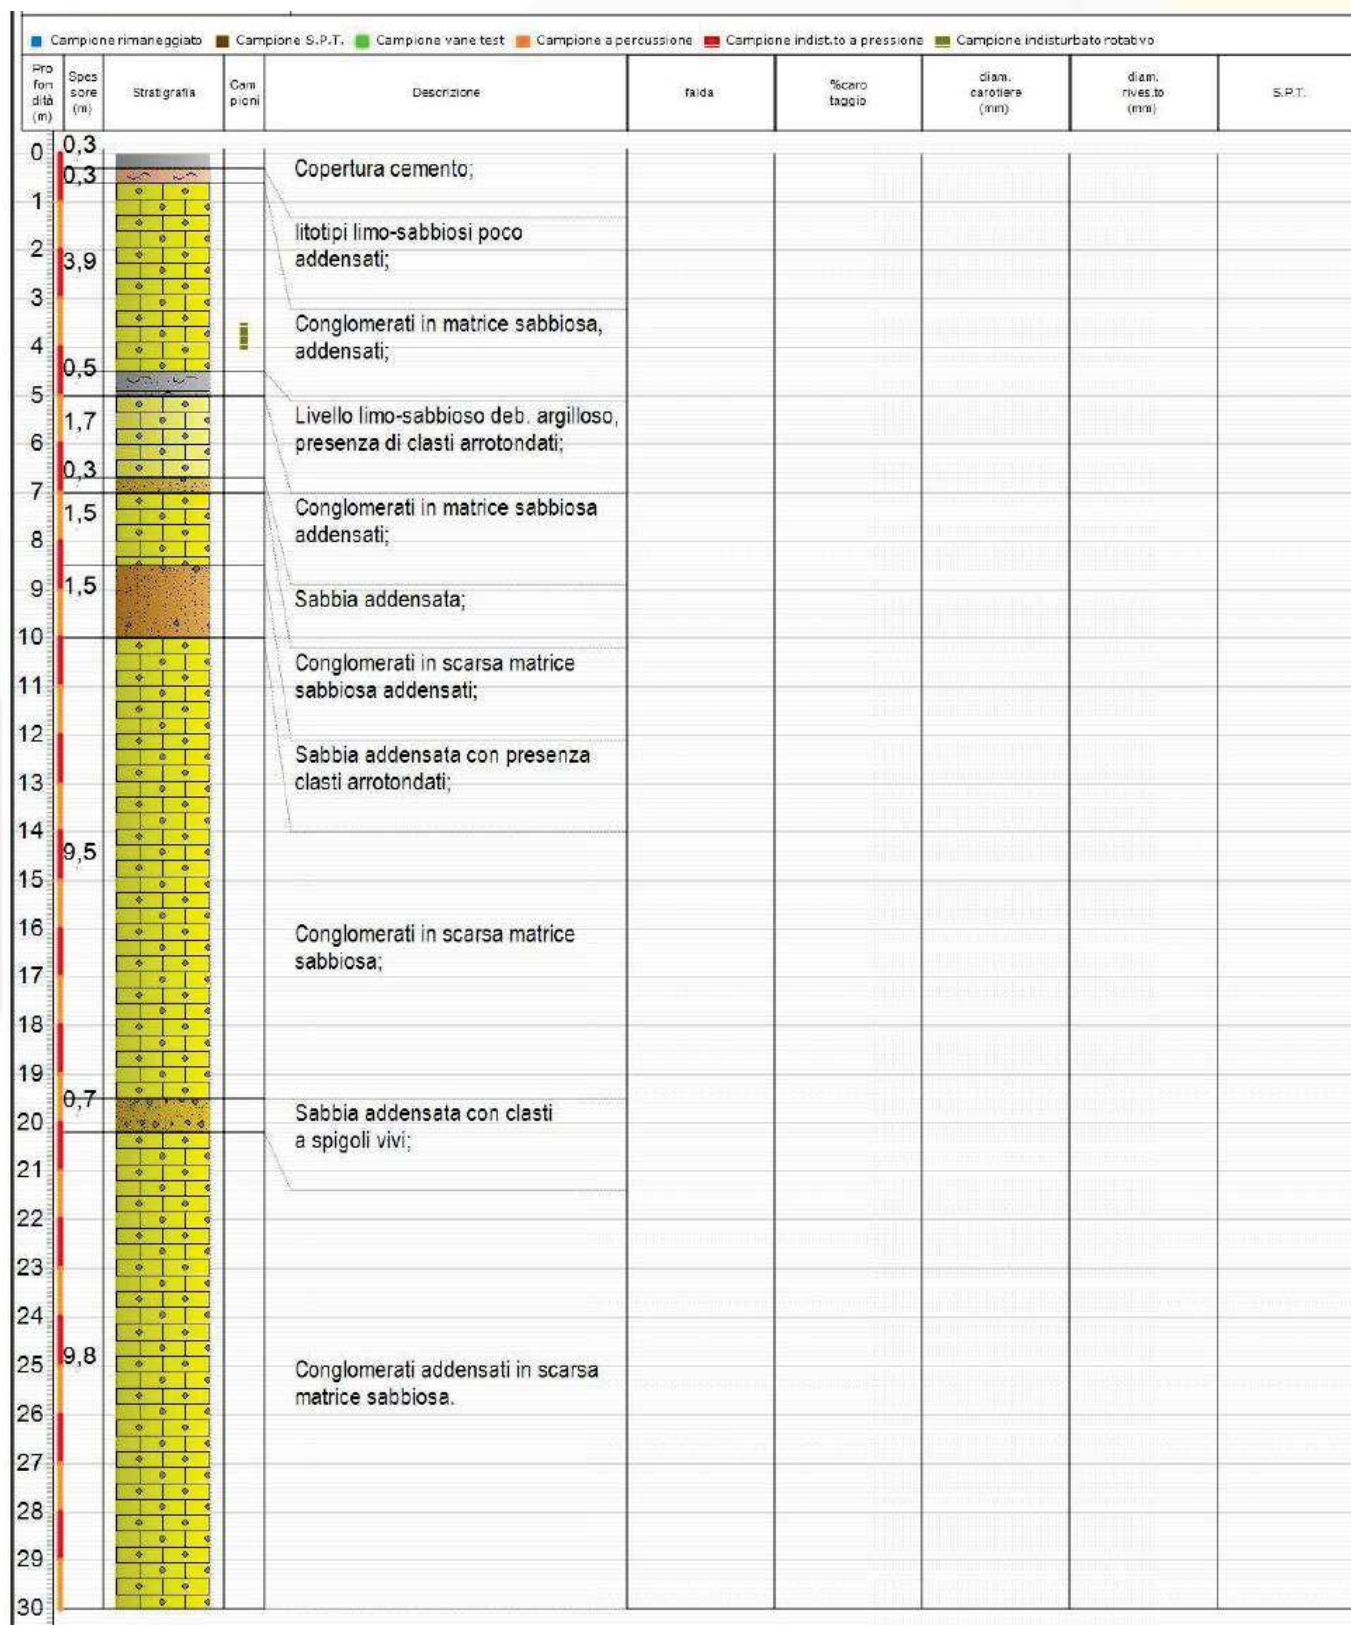 Campione rimaneggiato Campione S.P.T. Campione vane test Campione a percussione Campione indist.to a pressione Campione indisturbato rotativo
Pro
fon
dità
(m)
Spes
sore
(m)
Stratigrafia
Cam
pioni
Descrizione
falda
%caro
taggio
diam.
carotiere
(mm)
diam.
rives.to
(mm)
S.P.T.
0
0,3
Copertura cemento;
0,3
1
litotipi limo-sabbiosi poco
addensati;
2
3,9
3
Conglomerati in matrice sabbiosa,
addensati;
4
0,5
5
1,7
Livello limo-sabbioso deb. argilloso,
presenza di clasti arrotondati;
6
0,3
7
1,5
Conglomerati in matrice sabbiosa
addensati;
8
9
1,5
Sabbia addensata;
10
Conglomerati in scarsa matrice
sabbiosa addensati;
11
12
Sabbia addensata con presenza
clasti arrotondati;
13
14
9,5
15
16
Conglomerati in scarsa matrice
sabbiosa;
17
18
19
0,7
Sabbia addensata con clasti
a spigoli vivi;
20
21
22
23
24
9,8
25
Conglomerati addensati in scarsa
matrice sabbiosa.
26
27
28
29
30